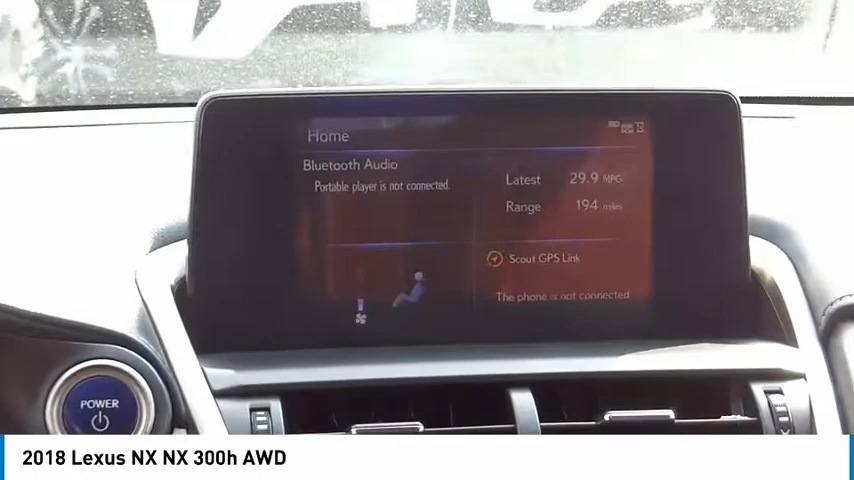 Home
Bluetooth Audio
Portable player is not connected.
Latest 29.9 MPG
Range 194 miles
Scout GPS Link
The phone is not connected
POWER
2018 Lexus NX NX 300h AWD